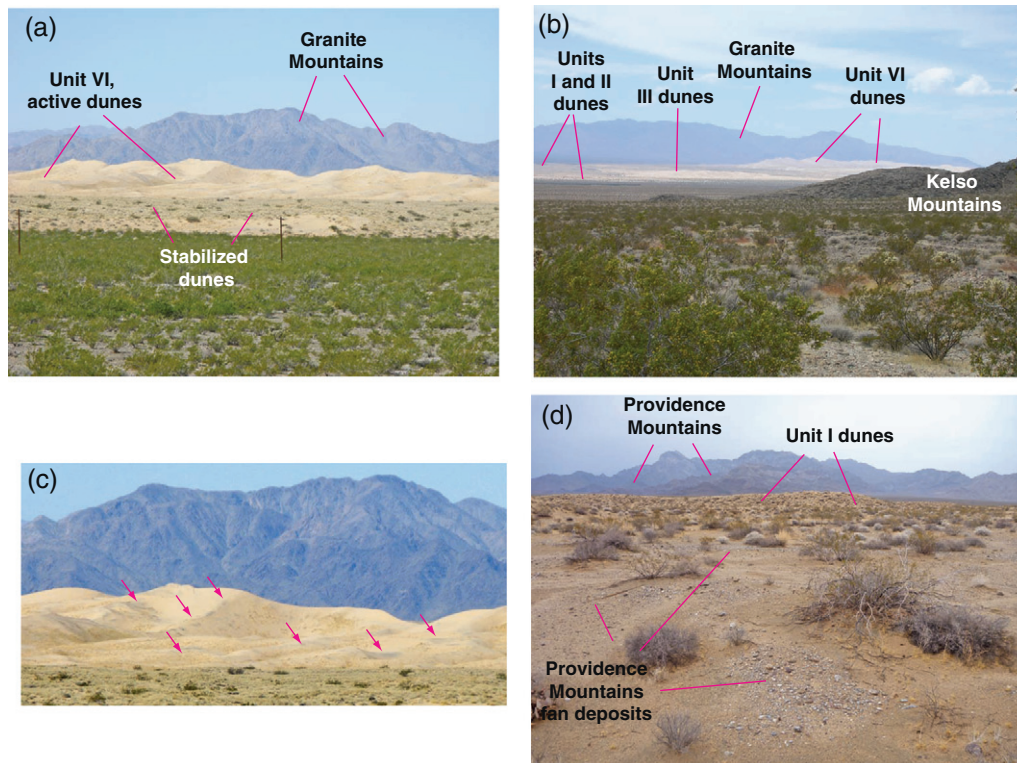 (a)
Granite
Mountains
Unit VI,
active dunes
Stabilized
dunes
(b)
Units
I and II
dunes
Unit
III dunes
Granite
Mountains
Unit VI
dunes
Kelso
Mountains
(c)
(d)
Providence
Mountains
Unit I dunes
Providence
Mountains
fan deposits